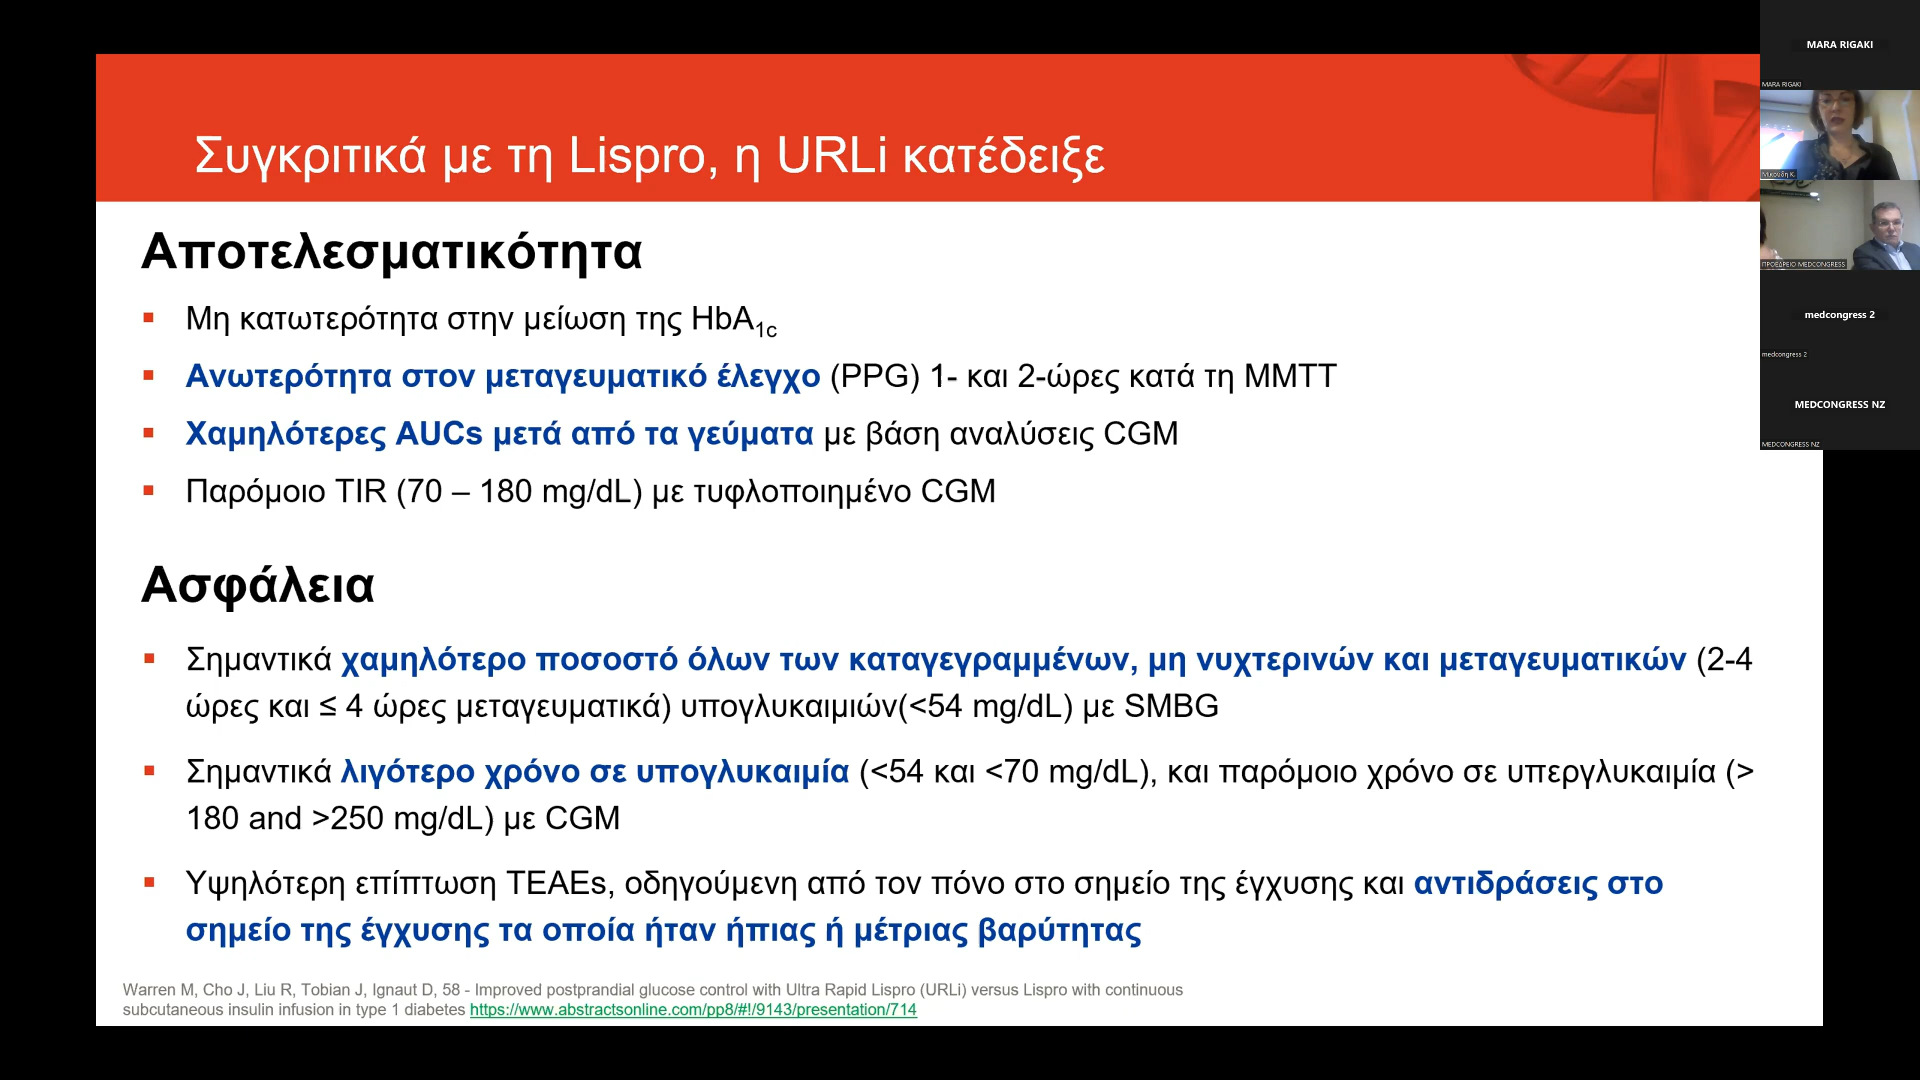 Συγκριτικά με τη Lispro, η URLi κατέδειξε
Αποτελεσματικότητα
▪ Μη κατωτερότητα στην μείωση της HbA1c
▪ Ανωτερότητα στον μεταγευματικό έλεγχο (PPG) 1- και 2-ώρες κατά τη MMTT
▪ Χαμηλότερες AUCs μετά από τα γεύματα με βάση αναλύσεις CGM
▪ Παρόμοιο TIR (70 – 180 mg/dL) με τυφλοποιημένο CGM
Ασφάλεια
▪ Σημαντικά χαμηλότερο ποσοστό όλων των καταγεγραμμένων, μη νυχτερινών και μεταγευματικών (2-4
ώρες και ≤ 4 ώρες μεταγευματικά) υπογλυκαιμιών(<54 mg/dL) με SMBG
▪ Σημαντικά λιγότερο χρόνο σε υπογλυκαιμία (<54 και <70 mg/dL), και παρόμοιο χρόνο σε υπεργλυκαιμία (>
180 and >250 mg/dL) με CGM
▪ Υψηλότερη επίπτωση TEAEs, οδηγούμενη από τον πόνο στο σημείο της έγχυσης και αντιδράσεις στο
σημείο της έγχυσης τα οποία ήταν ήπιας ή μέτριας βαρύτητας
Warren M, Cho J, Liu R, Tobian J, Ignaut D, 58 - Improved postprandial glucose control with Ultra Rapid Lispro (URLi) versus Lispro with continuous
subcutaneous insulin infusion in type 1 diabetes https://www.abstractsonline.com/pp8/#!/9143/presentation/714
MARA RIGAKI
MARA RIGAKI
ΠΡΟΕΔΡΕΙΟ MEDCONGRESS
medcongress 2
medcongress 2
MEDCONGRESS NZ
MEDCONGRESS NZ